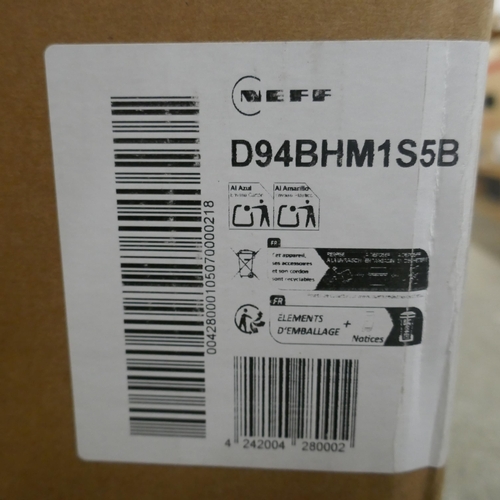 NEFF
D94BHM1S5B
Al Azul
Al Amarillo
00428000105070000218
FR
Cet appareil,
ses accessoires
et son cordon
sont recyclables
FR
ÉLÉMENTS
D'EMBALLAGE
+
Notices
4 242004 280002